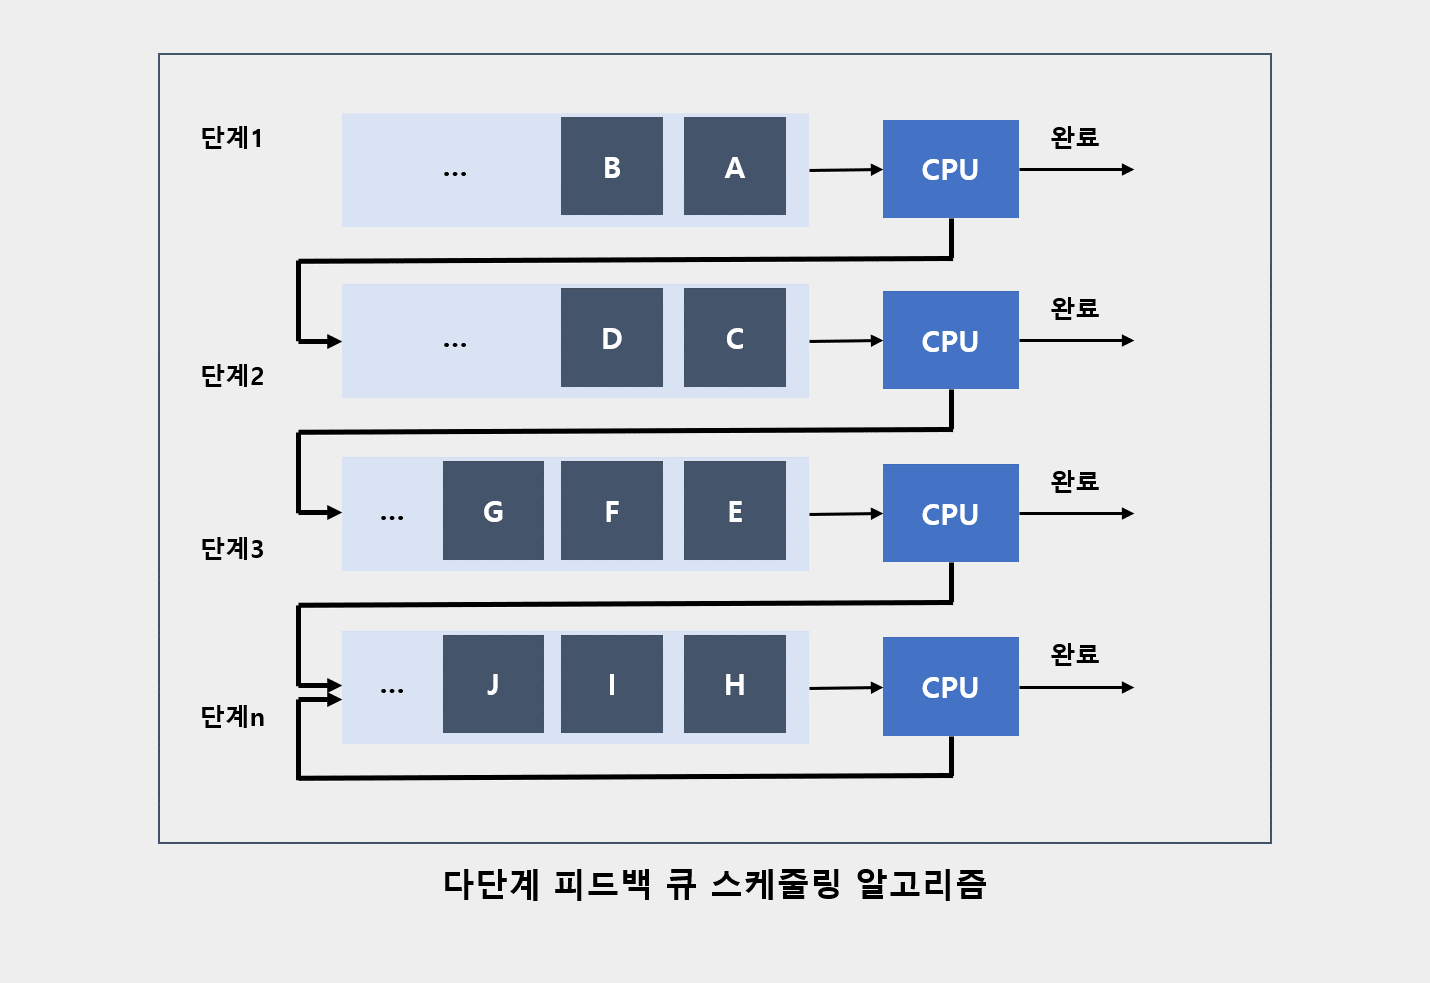 단계1
... B A CPU 완료
... D C CPU 완료
단계2
... G F E CPU 완료
단계3
... J I H CPU 완료
단계n
다단계 피드백 큐 스케줄링 알고리즘